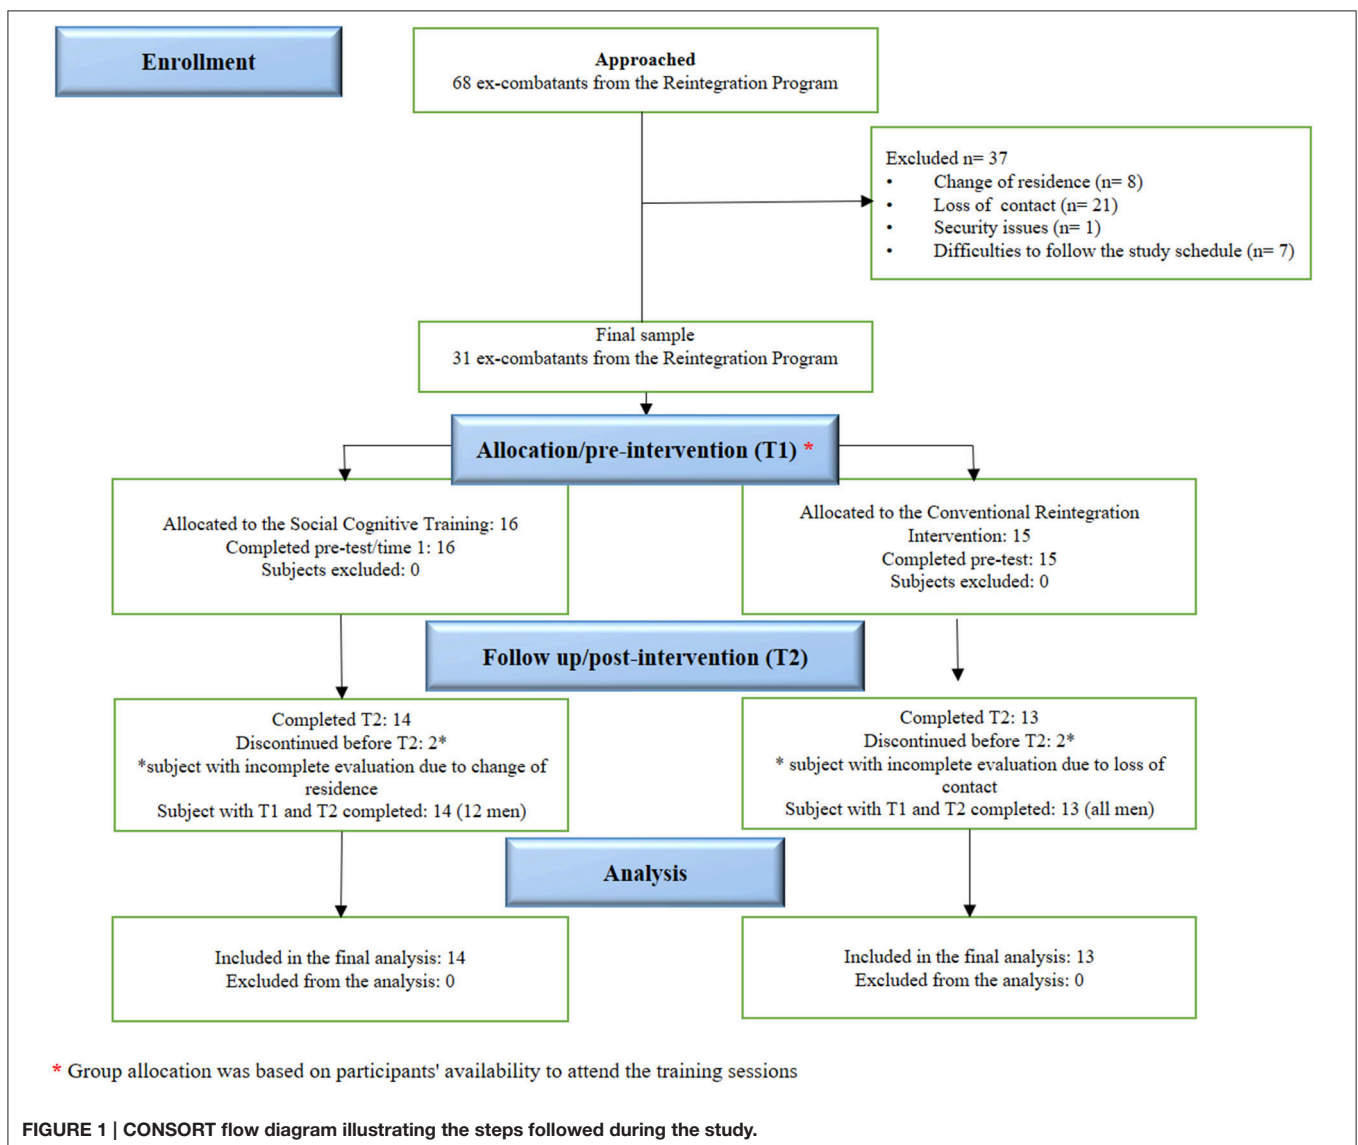 Enrollment
Approached
68 ex-combatants from the Reintegration Program
Excluded n= 37
• Change of residence (n= 8)
• Loss of contact (n= 21)
• Security issues (n= 1)
• Difficulties to follow the study schedule (n= 7)
Final sample
31 ex-combatants from the Reintegration Program
Allocation/pre-intervention (T1) *
Allocated to the Social Cognitive Training: 16
Completed pre-test/time 1: 16
Subjects excluded: 0
Allocated to the Conventional Reintegration
Intervention: 15
Completed pre-test: 15
Subjects excluded: 0
Follow up/post-intervention (T2)
Completed T2: 14
Discontinued before T2: 2*
*subject with incomplete evaluation due to change of
residence
Subject with T1 and T2 completed: 14 (12 men)
Completed T2: 13
Discontinued before T2: 2*
* subject with incomplete evaluation due to loss of
contact
Subject with T1 and T2 completed: 13 (all men)
Analysis
Included in the final analysis: 14
Excluded from the analysis: 0
Included in the final analysis: 13
Excluded from the analysis: 0
* Group allocation was based on participants' availability to attend the training sessions
FIGURE 1 | CONSORT flow diagram illustrating the steps followed during the study.